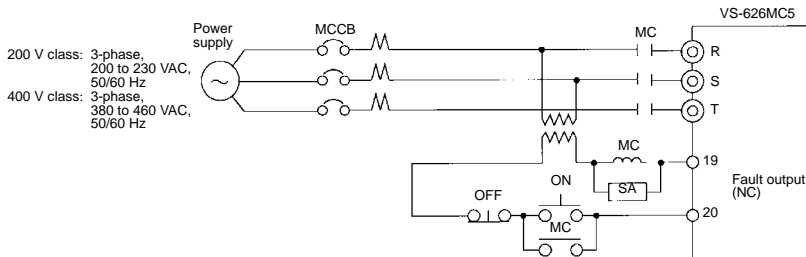 VS-626MC5
Power
supply
MCCB
MC
R
200 V class: 3-phase,
200 to 230 VAC,
50/60 Hz
S
400 V class: 3-phase,
380 to 460 VAC,
50/60 Hz
T
MC
19
SA
Fault output
(NC)
ON
OFF
20
MC